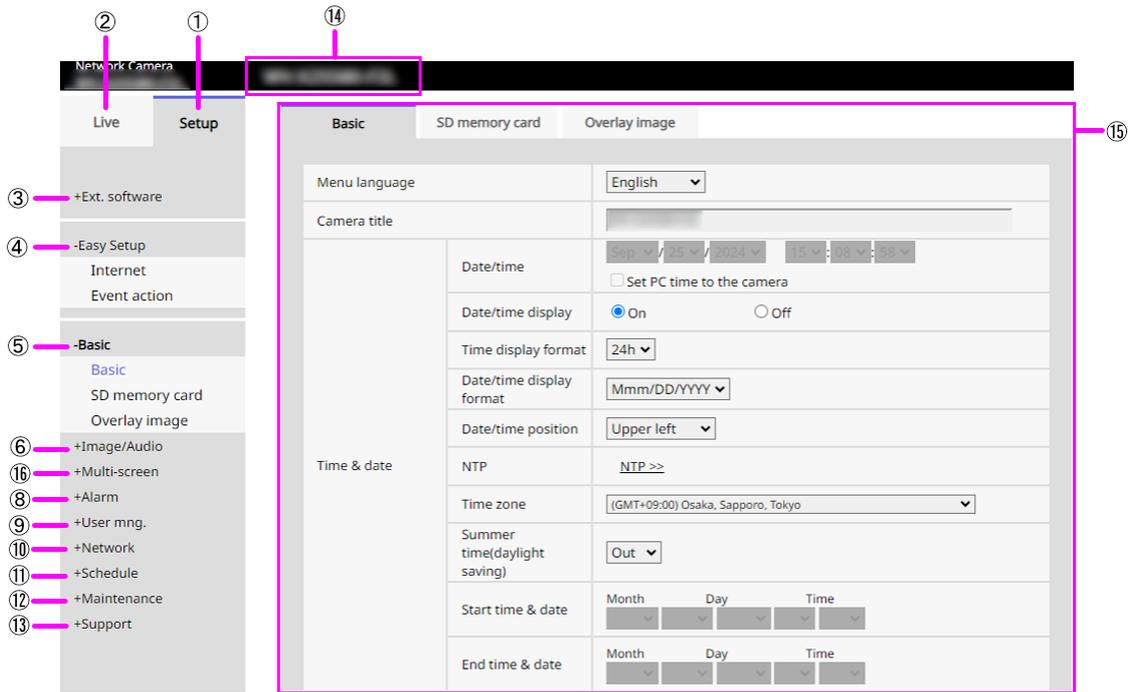 ② ① ⑭
Network Camera
Live Setup
③ +Ext. software
④ -Easy Setup
Internet
Event action
⑤ -Basic
Basic
SD memory card
Overlay image
⑥ +Image/Audio
⑯ +Multi-screen
⑧ +Alarm
⑨ +User mng.
⑩ +Network
⑪ +Schedule
⑫ +Maintenance
⑬ +Support
Basic SD memory card Overlay image
⑮
Menu language English
Camera title
Time & date
Date/time Sep / 25 / 2024 15 : 08 : 58
Set PC time to the camera
Date/time display On Off
Time display format 24h
Date/time display
format
Mmm/DD/YYYY
Date/time position Upper left
NTP NTP >>
Time zone (GMT+09:00) Osaka, Sapporo, Tokyo
Summer
time(daylight
saving)
Out
Start time & date Month Day Time
End time & date Month Day Time